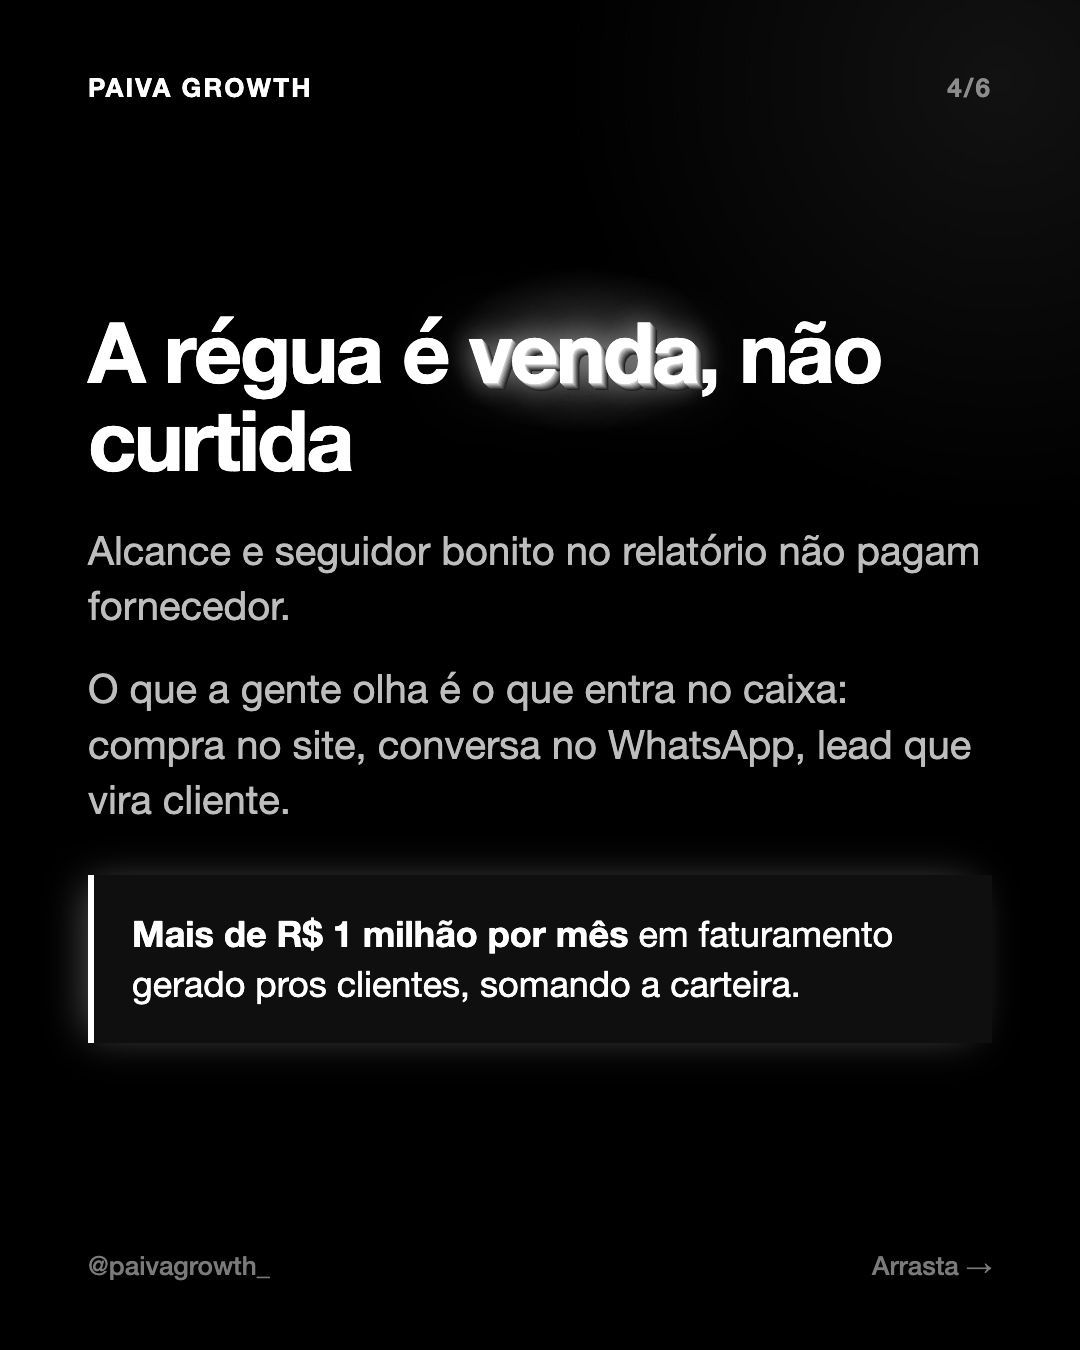 PAIVA GROWTH
4/6
A régua é venda, não
curtida
Alcance e seguidor bonito no relatório não pagam
fornecedor.
O que a gente olha é o que entra no caixa:
compra no site, conversa no WhatsApp, lead que
vira cliente.
Mais de R$ 1 milhão por mês em faturamento
gerado pros clientes, somando a carteira.
@paivagrowth_
Arrasta →